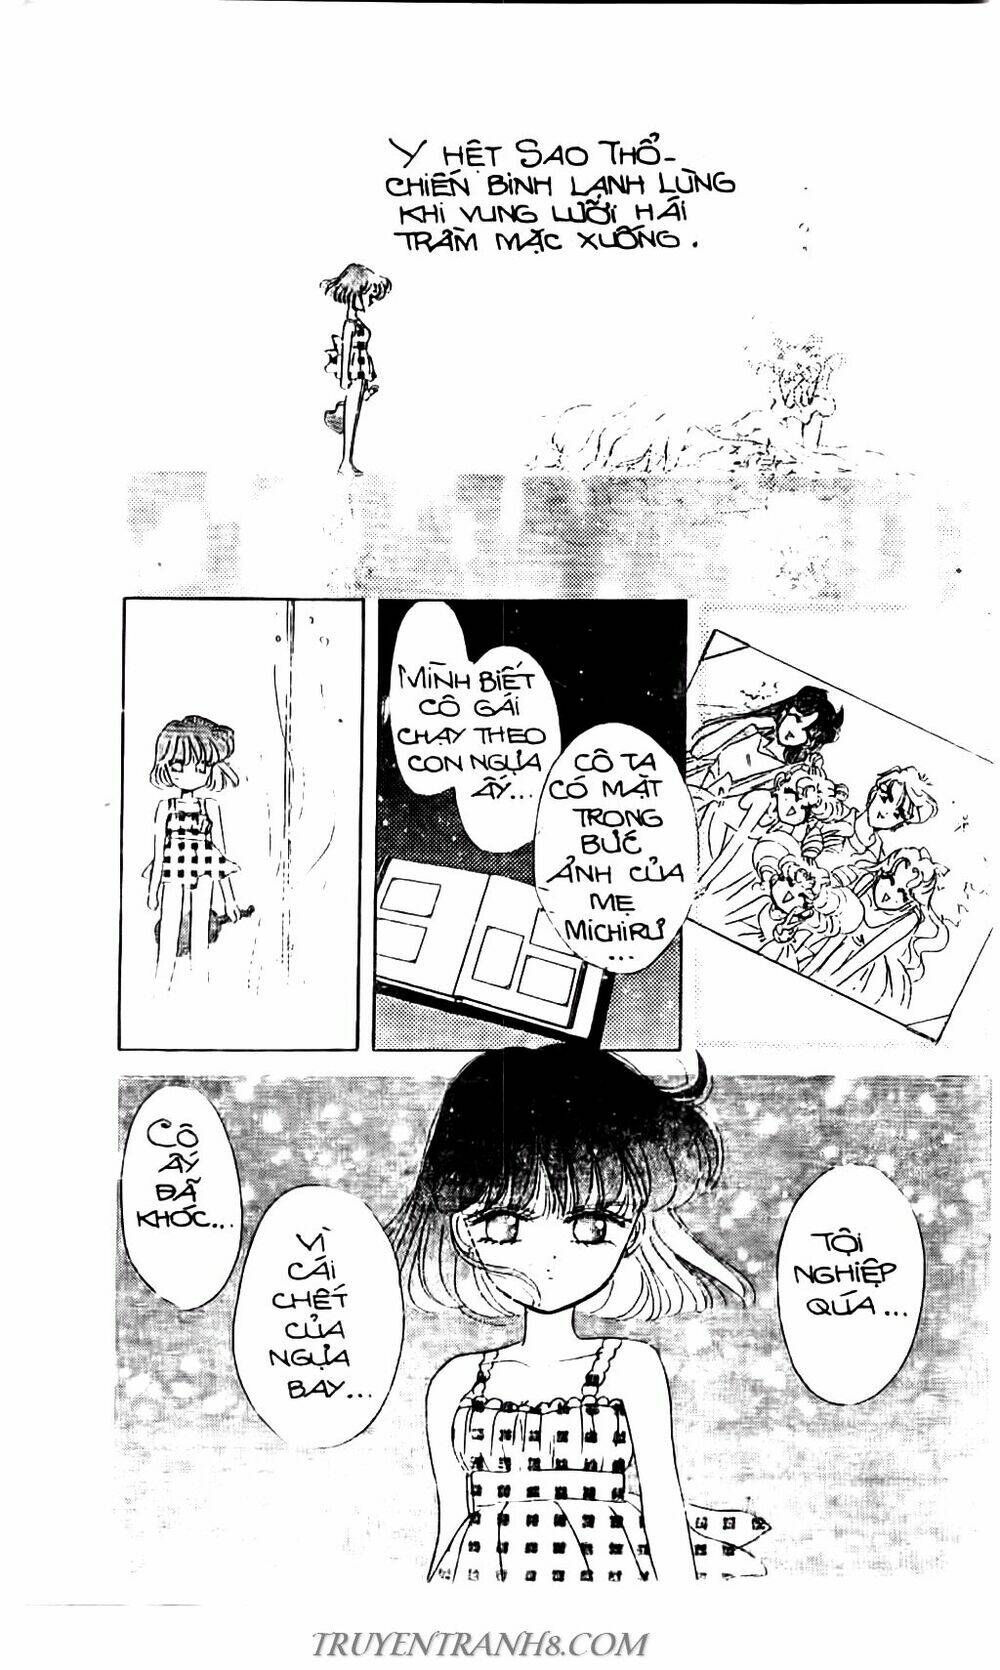 Y HỆT SAO THỔ-
CHIẾN BINH LẠNH LÙNG
KHI VUNG LƯỠI HÁI
TRẦM MẶC XUỐNG.
MÌNH BIẾT
CÔ GÁI
CHẠY THEO
CON NGỰA
ẤY...
CÔ TA
CÓ MẶT
TRONG
BỨC
ẢNH CỦA
MẸ
MICHIRU
...
CÔ
ẤY
ĐÃ
KHÓC...
VÌ
CÁI
CHẾT
CỦA
NGỰA
BAY...
TỘI
NGHIỆP
QÚA...
TRUYENTRANH8.COM